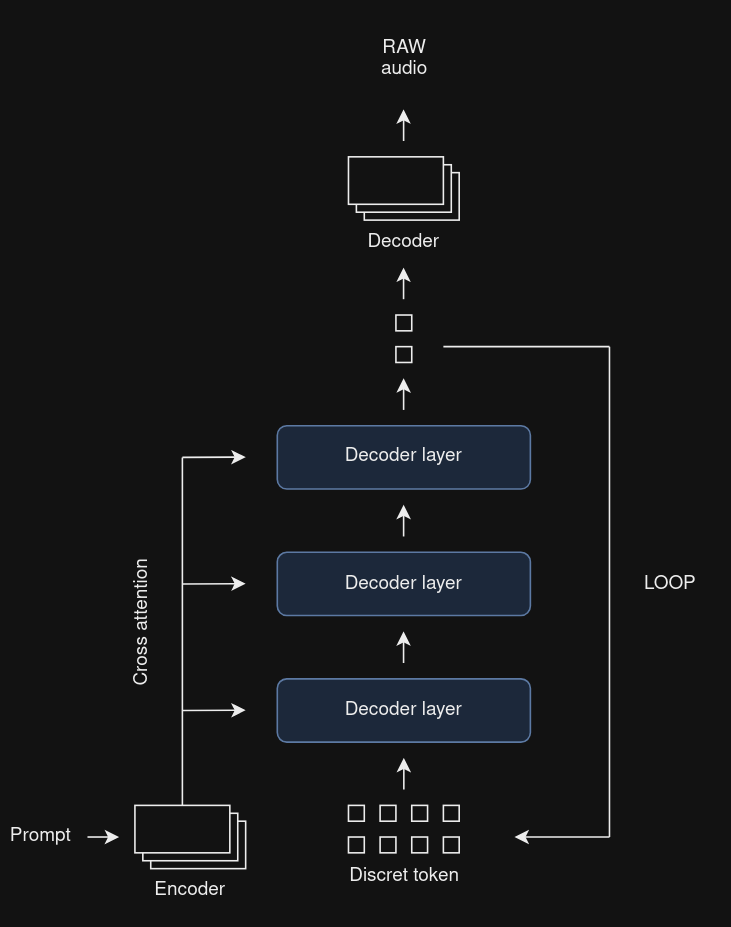 RAW
audio
Decoder
Decoder layer
Decoder layer
LOOP
Cross attention
Decoder layer
Prompt
Discret token
Encoder